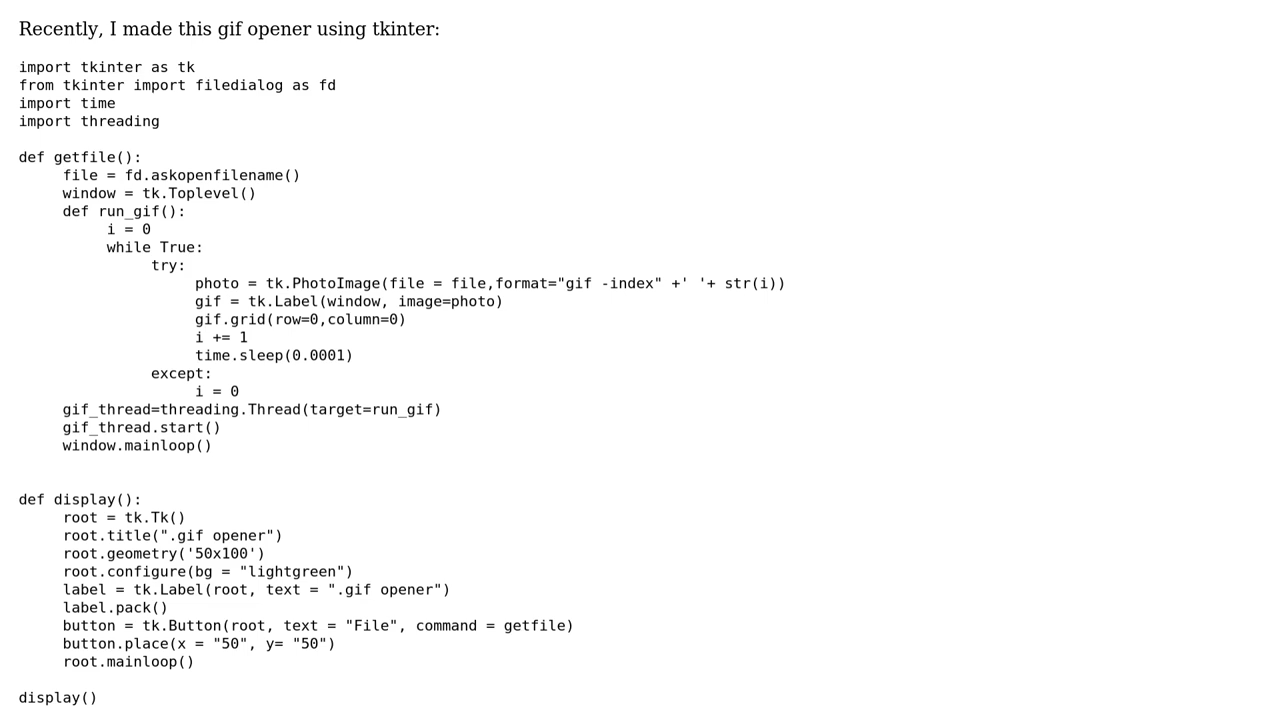 Recently, I made this gif opener using tkinter:
import tkinter as tk
from tkinter import filedialog as fd
import time
import threading

def getfile():
     file = fd.askopenfilename()
     window = tk.Toplevel()
     def run_gif():
          i = 0
          while True:
               try:
                    photo = tk.PhotoImage(file = file,format="gif -index" +' '+ str(i))
                    gif = tk.Label(window, image=photo)
                    gif.grid(row=0,column=0)
                    i += 1
                    time.sleep(0.0001)
               except:
                    i = 0
     gif_thread=threading.Thread(target=run_gif)
     gif_thread.start()
     window.mainloop()


def display():
     root = tk.Tk()
     root.title(".gif opener")
     root.geometry('50x100')
     root.configure(bg = "lightgreen")
     label = tk.Label(root, text = ".gif opener")
     label.pack()
     button = tk.Button(root, text = "File", command = getfile)
     button.place(x = "50", y= "50")
     root.mainloop()

display()